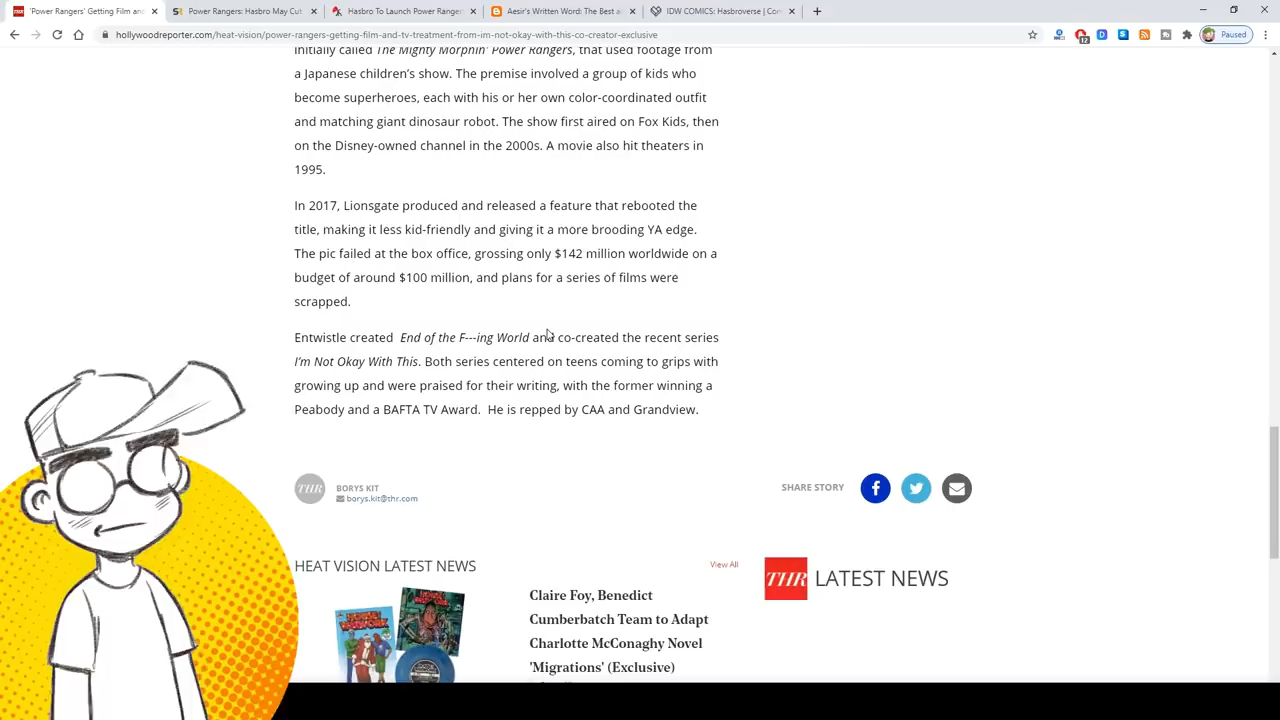 'Power Rangers' Getting Film and
Power Rangers: Hasbro May Cut
Hasbro To Launch Power Ranger
Aesir's Written Word: The Best a
IDW COMICS: Hasbroverse | Con
hollywoodreporter.com/heat-vision/power-rangers-getting-film-and-tv-treatment-from-im-not-okay-with-this-co-creator-exclusive
12
Paused
initially called The Mighty Morphin' Power Rangers, that used footage from
a Japanese children's show. The premise involved a group of kids who
become superheroes, each with his or her own color-coordinated outfit
and matching giant dinosaur robot. The show first aired on Fox Kids, then
on the Disney-owned channel in the 2000s. A movie also hit theaters in
1995.
In 2017, Lionsgate produced and released a feature that rebooted the
title, making it less kid-friendly and giving it a more brooding YA edge.
The pic failed at the box office, grossing only $142 million worldwide on a
budget of around $100 million, and plans for a series of films were
scrapped.
Entwistle created End of the F---ing World and co-created the recent series
I'm Not Okay With This. Both series centered on teens coming to grips with
growing up and were praised for their writing, with the former winning a
Peabody and a BAFTA TV Award. He is repped by CAA and Grandview.
THR
BORYS KIT
borys.kit@thr.com
SHARE STORY
HEAT VISION LATEST NEWS
View All
Claire Foy, Benedict
Cumberbatch Team to Adapt
Charlotte McConaghy Novel
'Migrations' (Exclusive)
THR LATEST NEWS